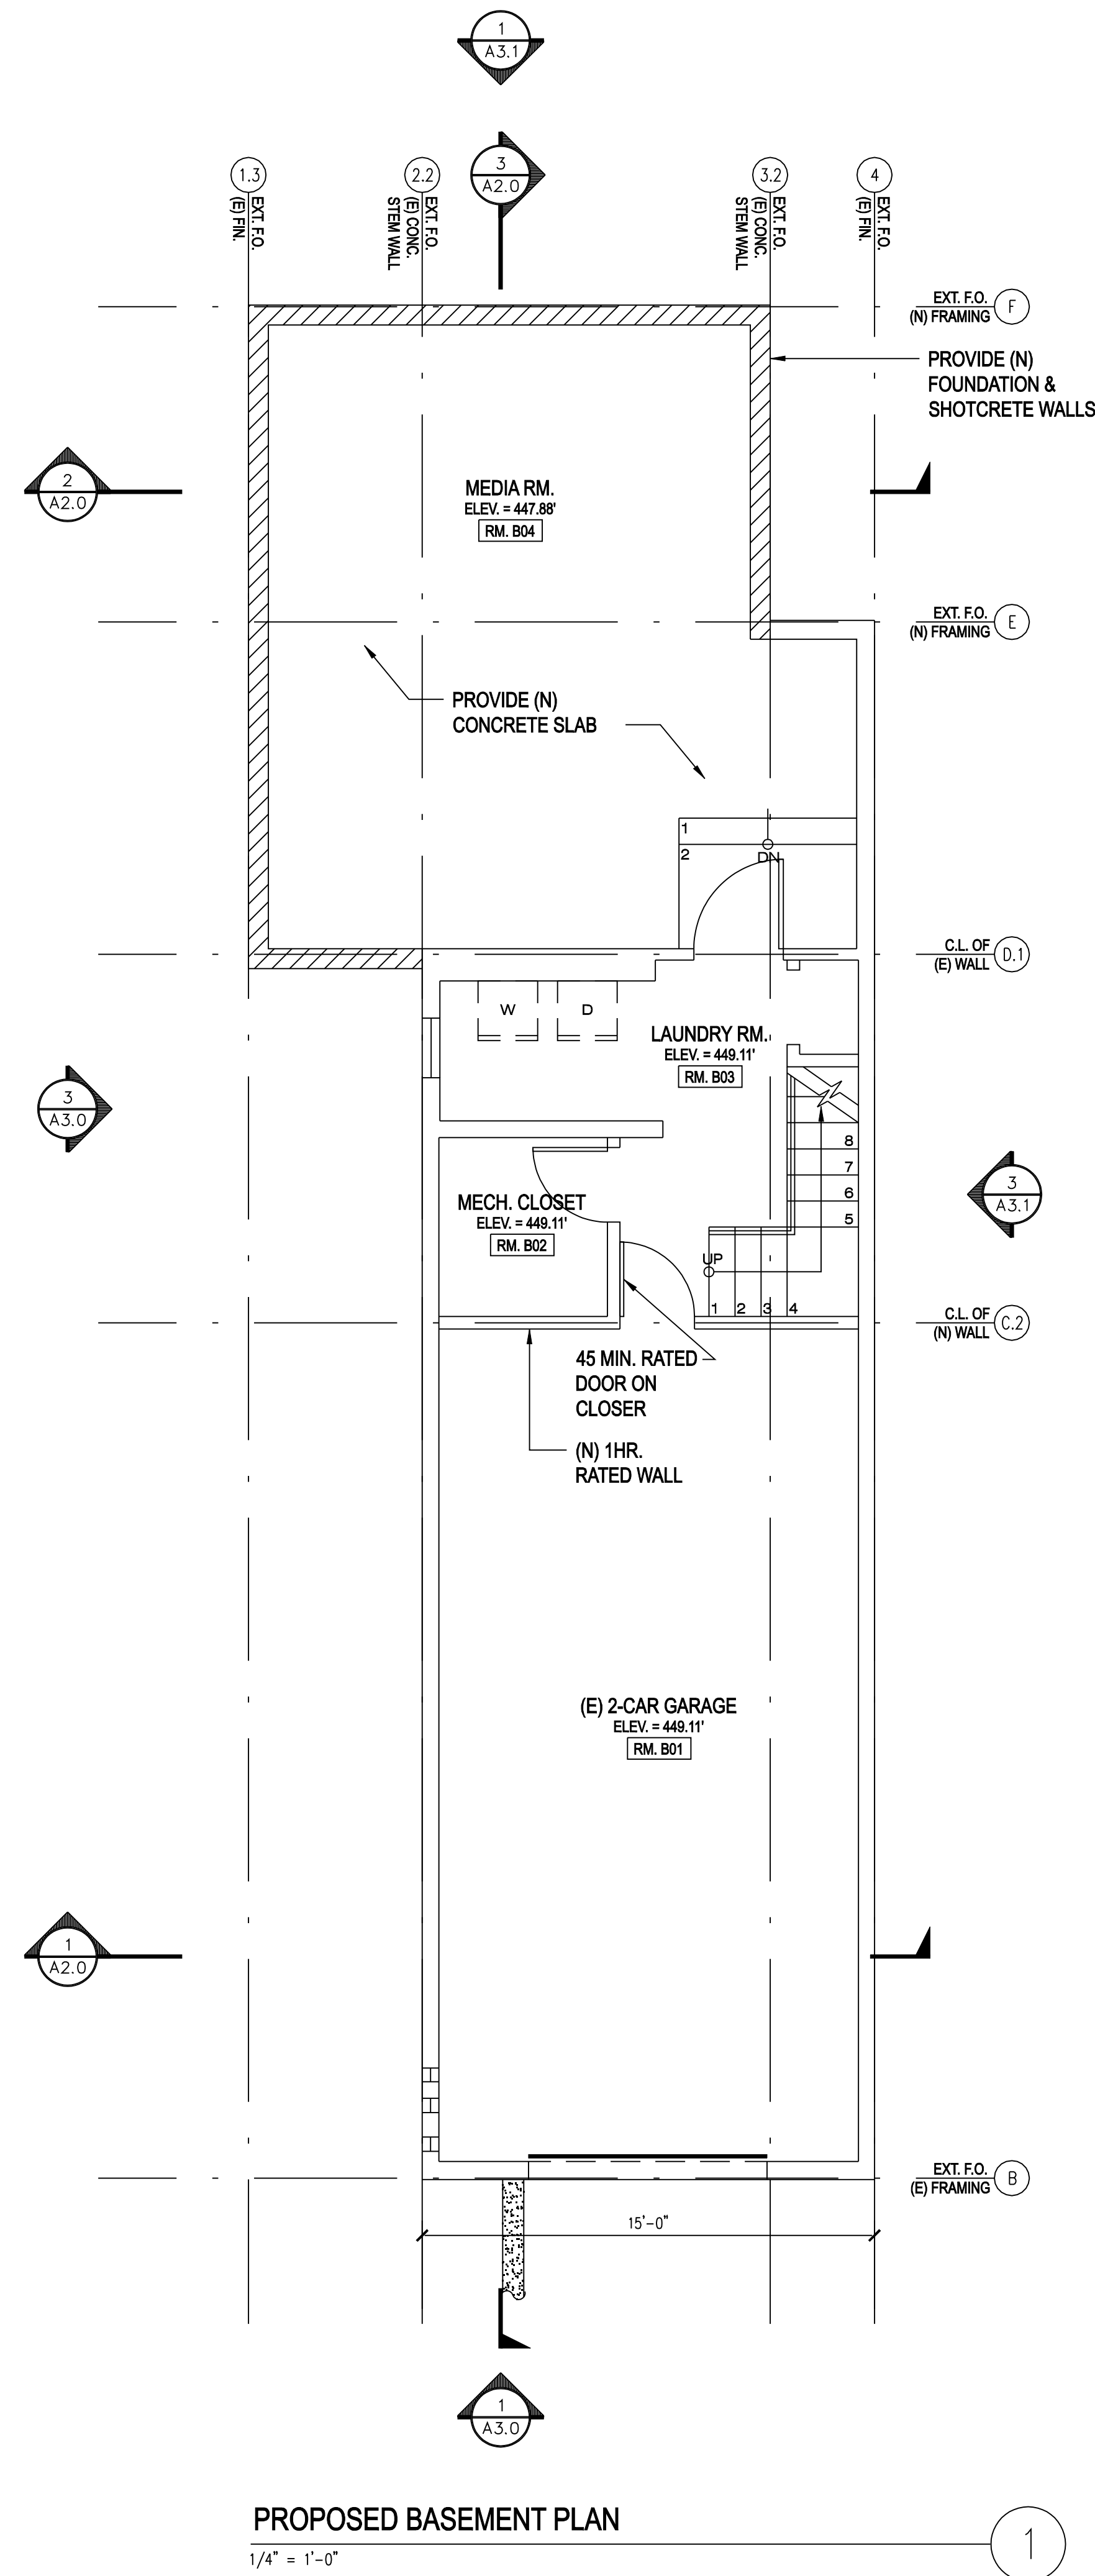 1
A3.1
3
A2.0
1.3
2.2
3.2
4
EXT. F.O.
(E) FIN.
EXT. F.O.
(E) CONC.
STEM WALL
EXT. F.O.
(E) CONC.
STEM WALL
EXT. F.O.
(E) FIN.
EXT. F.O.
(N) FRAMING
F
PROVIDE (N)
FOUNDATION &
SHOTCRETE WALLS
2
A2.0
MEDIA RM.
ELEV. = 447.88'
RM. B04
EXT. F.O.
(N) FRAMING
E
PROVIDE (N)
CONCRETE SLAB
1
2
DN
C.L. OF
(E) WALL
D.1
W
D
LAUNDRY RM.
ELEV. = 449.11'
RM. B03
3
A3.0
8
7
6
5
3
A3.1
MECH. CLOSET
ELEV. = 449.11'
RM. B02
UP
1
2
3
4
C.L. OF
(N) WALL
C.2
45 MIN. RATED
DOOR ON
CLOSER
(N) 1HR.
RATED WALL
(E) 2-CAR GARAGE
ELEV. = 449.11'
RM. B01
1
A2.0
EXT. F.O.
(E) FRAMING
B
15'-0"
1
A3.0
PROPOSED BASEMENT PLAN
1/4" = 1'-0"
1